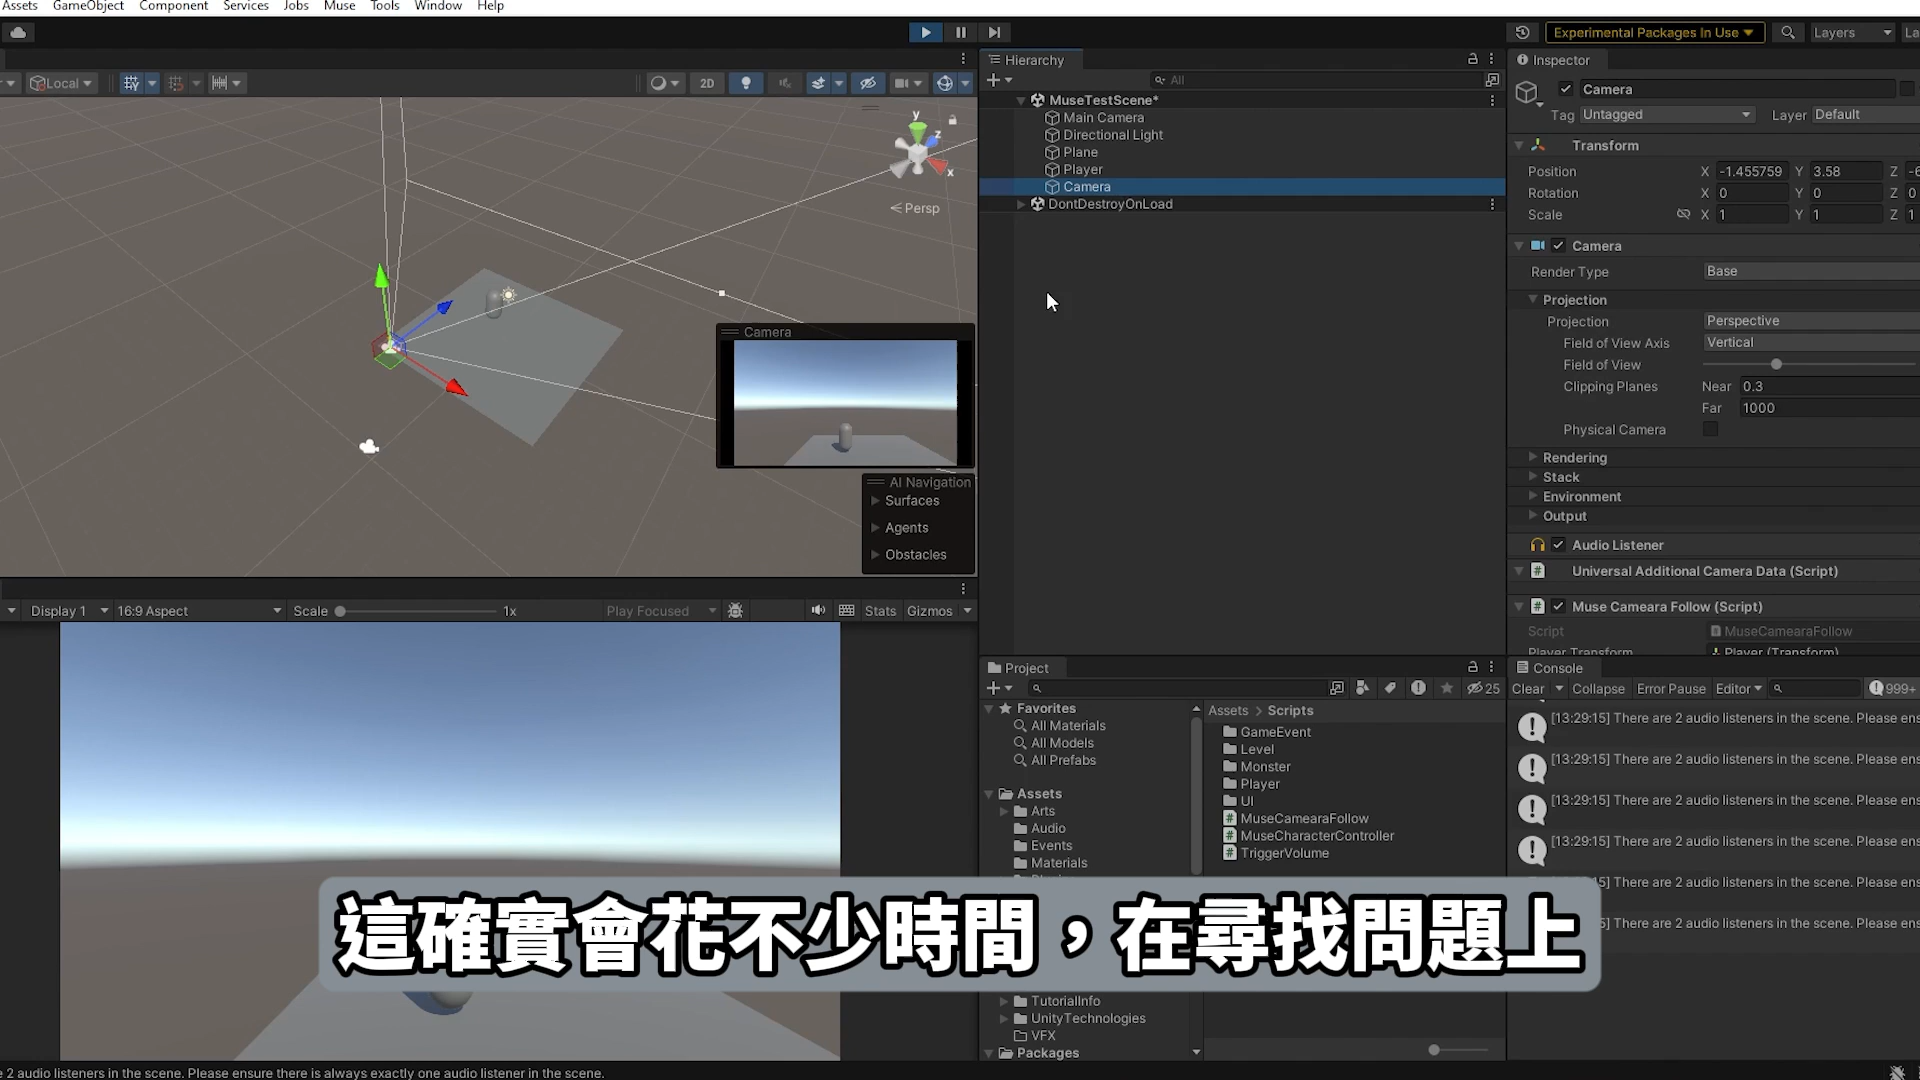 Assets GameObject Component Services Jobs Muse Tools Window Help
Experimental Packages In Use Layers La
Local 2D
y z x
Persp
Camera
AI Navigation
Surfaces
Agents
Obstacles
Display 1 16:9 Aspect Scale 1x Play Focused Stats Gizmos
Hierarchy
All
MuseTestScene*
Main Camera
Directional Light
Plane
Player
Camera
DontDestroyOnLoad
Inspector
Camera
Tag Untagged Layer Default
Transform
Position X -1.455759 Y 3.58 Z -6
Rotation X 0 Y 0 Z 0
Scale X 1 Y 1 Z 1
Camera
Render Type Base
Projection
Projection Perspective
Field of View Axis Vertical
Field of View
Clipping Planes Near 0.3
Far 1000
Physical Camera
Rendering
Stack
Environment
Output
Audio Listener
Universal Additional Camera Data (Script)
Muse Cameara Follow (Script)
Script MuseCamearaFollow
Player Transform Player (Transform)
Project
25
Favorites
All Materials
All Models
All Prefabs
Assets
Arts
Audio
Events
Materials
TutorialInfo
UnityTechnologies
VFX
Packages
Assets > Scripts
GameEvent
Level
Monster
Player
UI
MuseCamearaFollow
MuseCharacterController
TriggerVolume
Console
Clear Collapse Error Pause Editor 999+
[13:29:15] There are 2 audio listeners in the scene. Please ens
[13:29:15] There are 2 audio listeners in the scene. Please ens
[13:29:15] There are 2 audio listeners in the scene. Please ens
[13:29:15] There are 2 audio listeners in the scene. Please ens
5] There are 2 audio listeners in the scene. Please ens
5] There are 2 audio listeners in the scene. Please ens
這確實會花不少時間，在尋找問題上
e 2 audio listeners in the scene. Please ensure there is always exactly one audio listener in the scene.